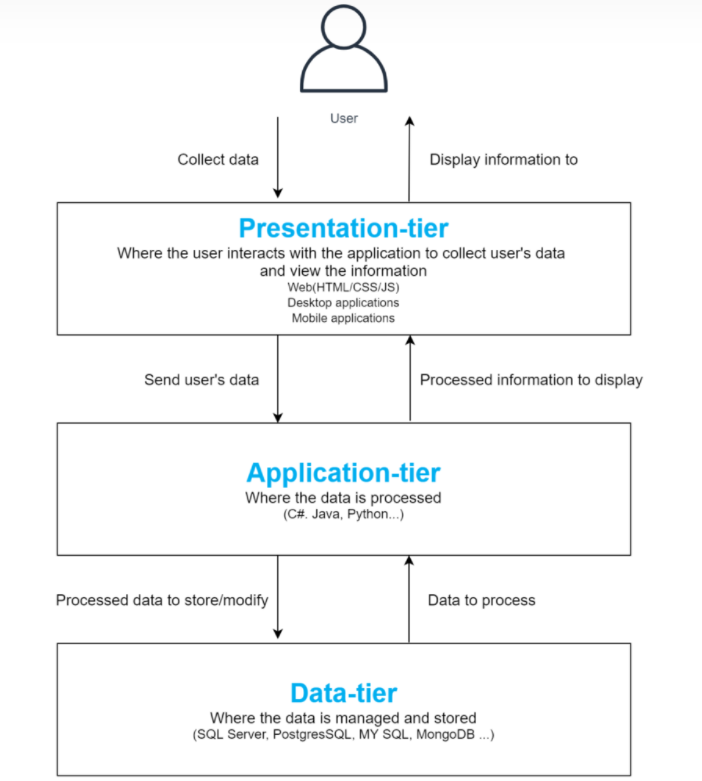 User
Collect data
Display information to
Presentation-tier
Where the user interacts with the application to collect user's data
and view the information
Web(HTML/CSS/JS)
Desktop applications
Mobile applications
Send user's data
Processed information to display
Application-tier
Where the data is processed
(C#. Java, Python...)
Processed data to store/modify
Data to process
Data-tier
Where the data is managed and stored
(SQL Server, PostgresSQL, MY SQL, MongoDB ...)